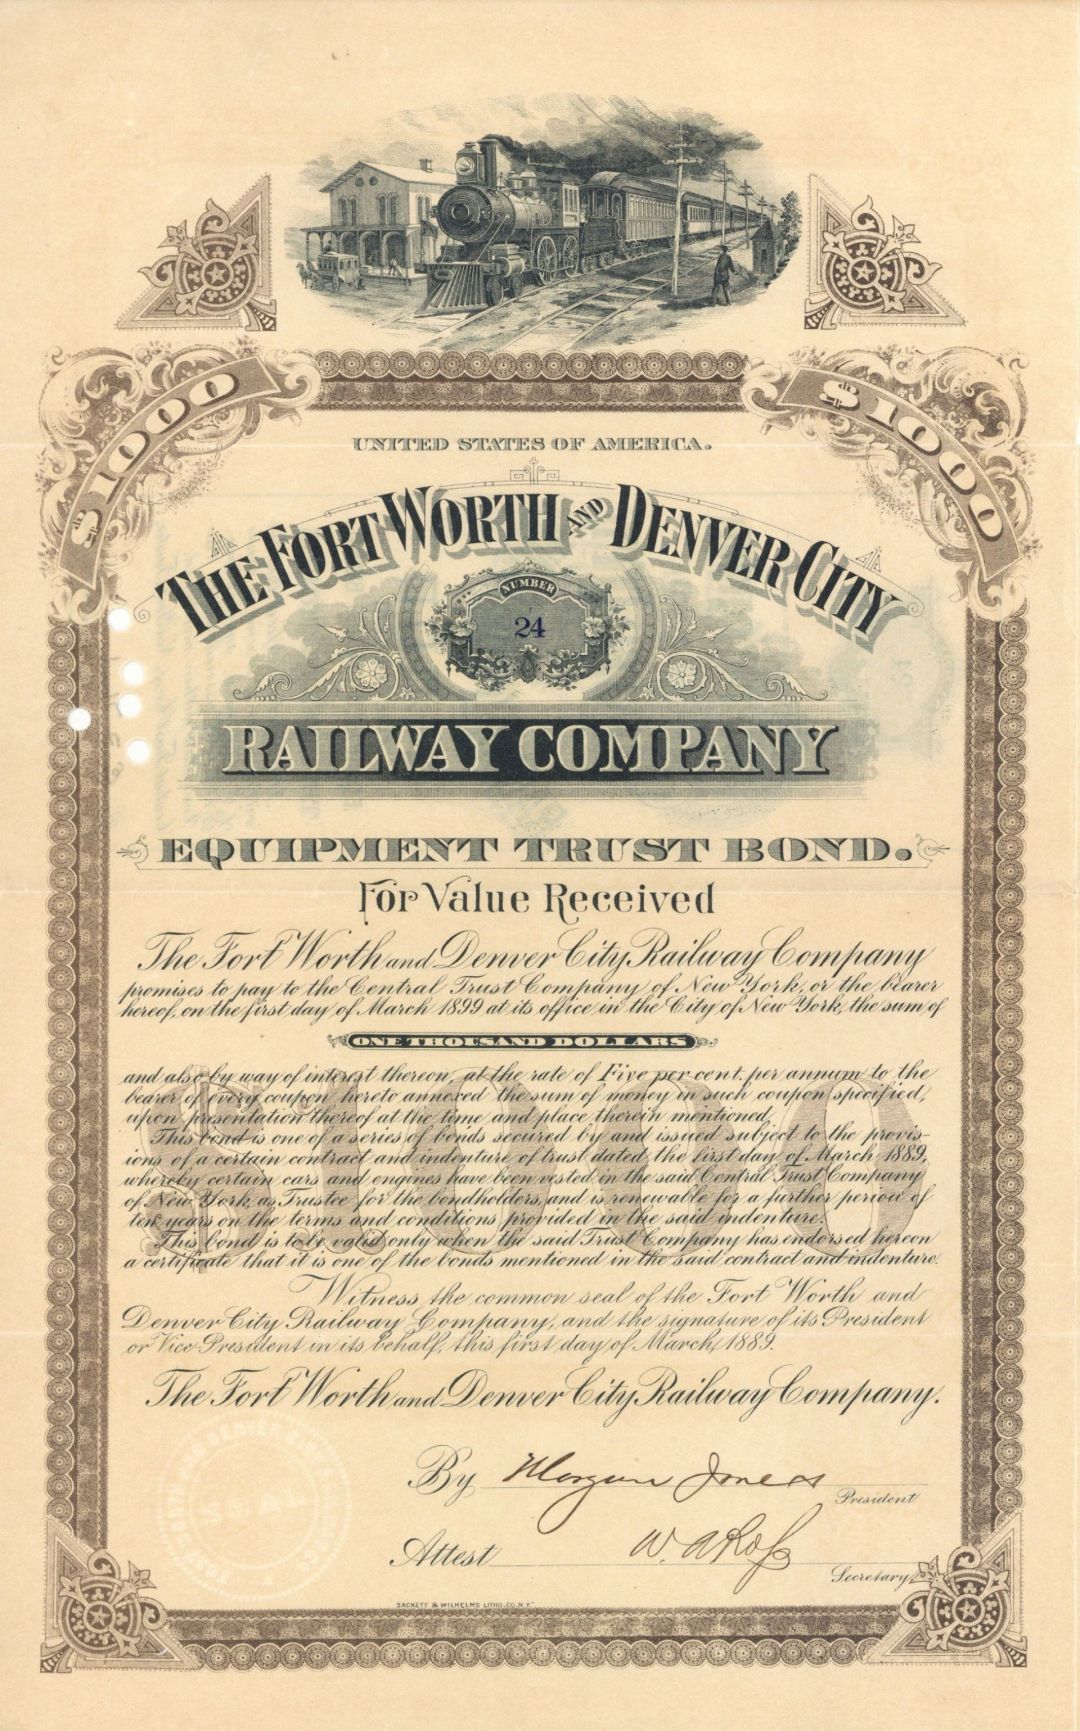 $1000
$1000
UNITED STATES OF AMERICA.
THE FORT WORTH AND DENVER CITY
NUMBER
24
RAILWAY COMPANY
EQUIPMENT TRUST BOND.
For Value Received
The Fort Worth and Denver City Railway Company
promises to pay to the Central Trust Company of New York, or the bearer
hereof, on the first day of March 1899 at its office in the City of New York, the sum of
ONE THOUSAND DOLLARS
and also by way of interest thereon, at the rate of Five per cent. per annum to the
bearer of every coupon hereto annexed the sum of money in such coupon specified,
upon presentation thereof at the time and place therein mentioned.
This bond is one of a series of bonds secured by and issued subject to the provis-
ions of a certain contract and indenture of trust dated the first day of March 1889,
whereby certain cars and engines have been vested in the said Central Trust Company
of New York, as Trustee for the bondholders, and is renewable for a further period of
ten years on the terms and conditions provided in the said indenture.
This bond is to be valid only when the said Trust Company has endorsed hereon
a certificate that it is one of the bonds mentioned in the said contract and indenture.
Witness the common seal of the Fort Worth and
Denver City Railway Company, and the signature of its President
or Vice-President in its behalf, this first day of March, 1889.
The Fort Worth and Denver City Railway Company.
By Morgan Jones
President
Attest W. A. Ross
Secretary
SACKETT & WILHELMS LITHO. CO. N.Y.